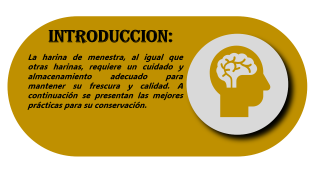 INTRODUCCION:
La harina de menestra, al igual que
otras harinas, requiere un cuidado y
almacenamiento adecuado para
mantener su frescura y calidad. A
continuación se presentan las mejores
prácticas para su conservación.